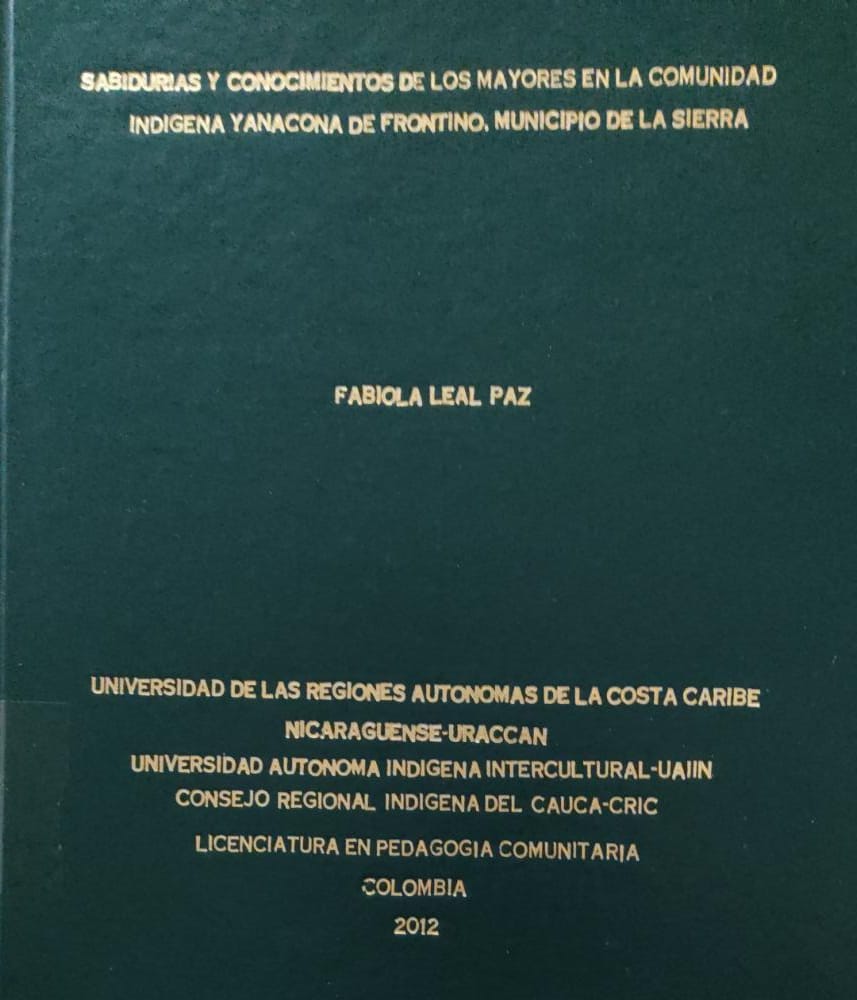 SABIDURIAS Y CONOCIMIENTOS DE LOS MAYORES EN LA COMUNIDAD
INDIGENA YANACONA DE FRONTINO, MUNICIPIO DE LA SIERRA
FABIOLA LEAL PAZ
UNIVERSIDAD DE LAS REGIONES AUTONOMAS DE LA COSTA CARIBE
NICARAGUENSE-URACCAN
UNIVERSIDAD AUTONOMA INDIGENA INTERCULTURAL-UAIIN
CONSEJO REGIONAL INDIGENA DEL CAUCA-CRIC
LICENCIATURA EN PEDAGOGIA COMUNITARIA
COLOMBIA
2012